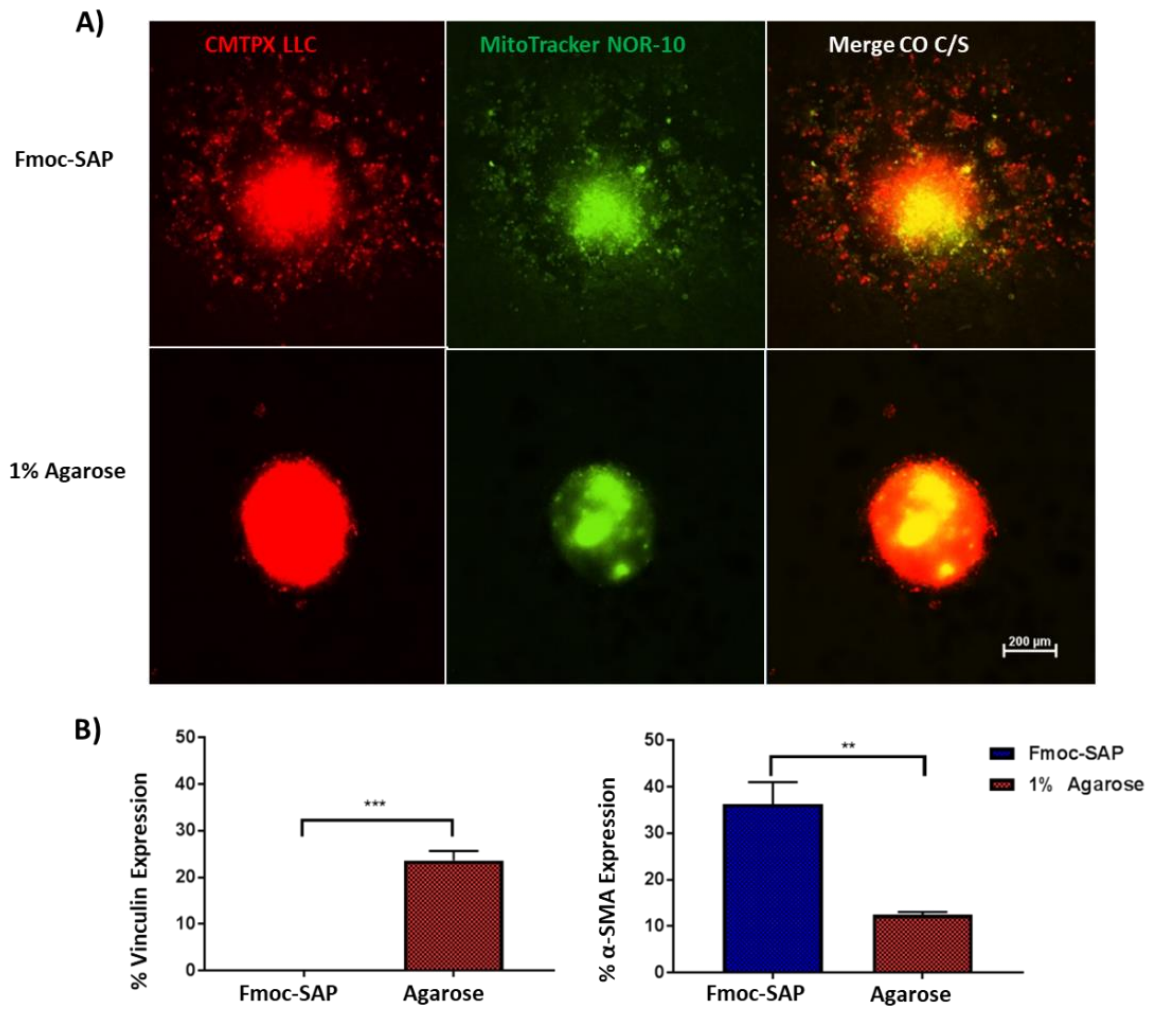 A)
CMTPX LLC
MitoTracker NOR-10
Merge CO C/S
Fmoc-SAP
1% Agarose
200 µm
B)
% Vinculin Expression
50
40
30
20
10
0
***
Fmoc-SAP
Agarose
% α-SMA Expression
50
40
30
20
10
0
**
Fmoc-SAP
Agarose
Fmoc-SAP
1% Agarose